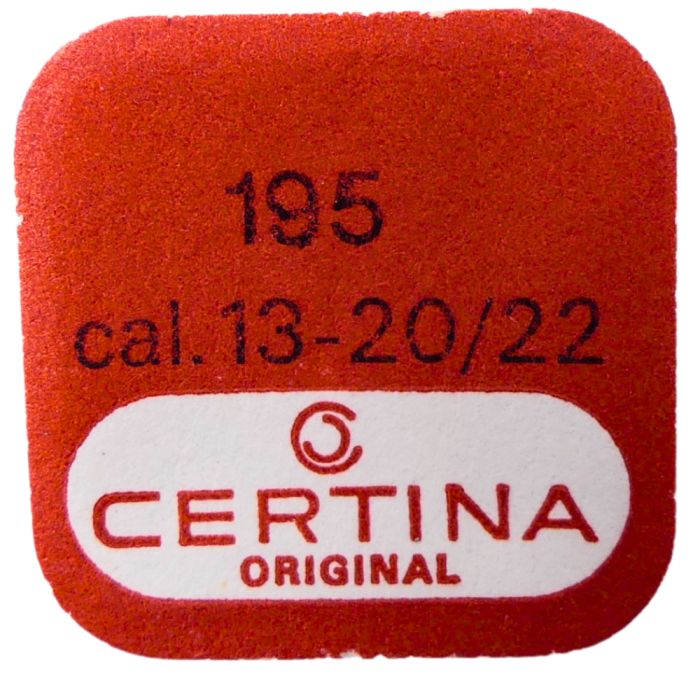 195
cal. 13-20/22
CERTINA
ORIGINAL